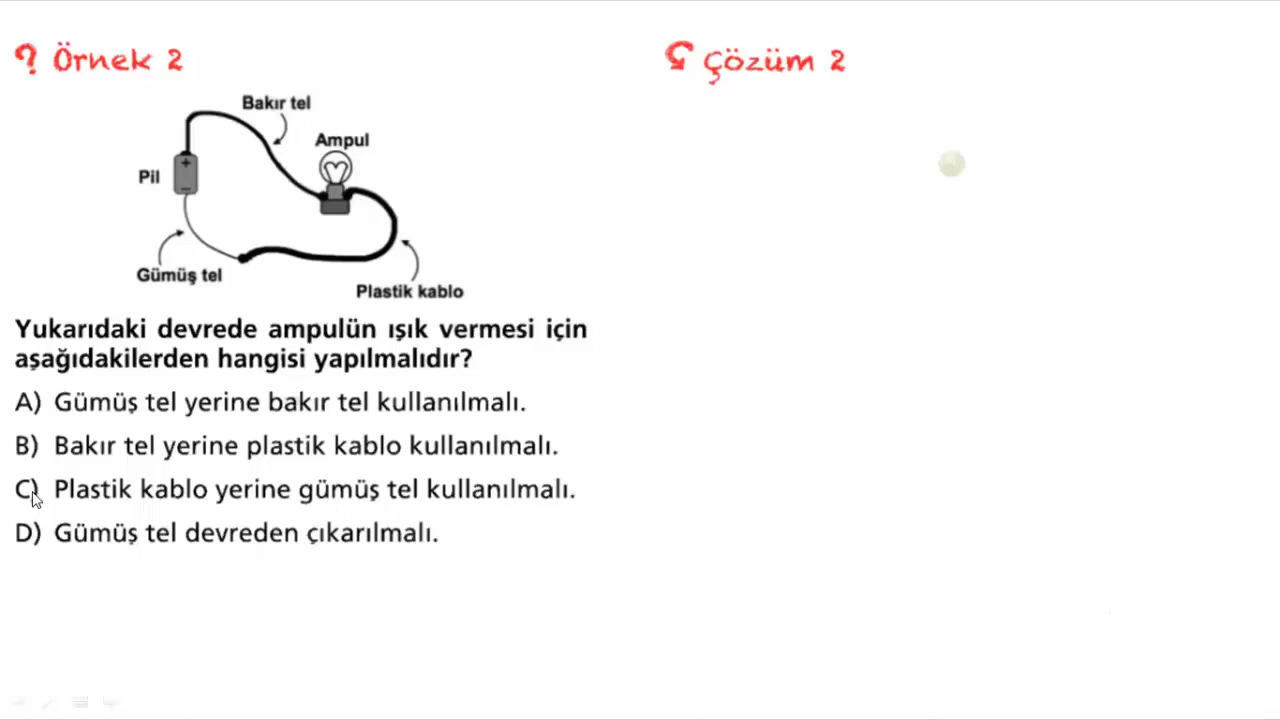 ? Örnek 2
Çözüm 2
Bakır tel
Ampul
Pil
+
−
Gümüş tel
Plastik kablo
Yukarıdaki devrede ampulün ışık vermesi için
aşağıdakilerden hangisi yapılmalıdır?
A) Gümüş tel yerine bakır tel kullanılmalı.
B) Bakır tel yerine plastik kablo kullanılmalı.
C) Plastik kablo yerine gümüş tel kullanılmalı.
D) Gümüş tel devreden çıkarılmalı.